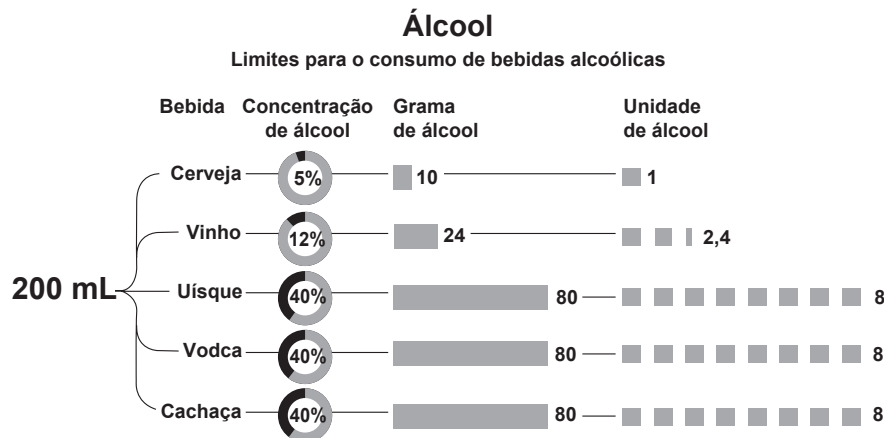 Álcool
Limites para o consumo de bebidas alcoólicas
Bebida Concentração de álcool Grama de álcool Unidade de álcool
200 mL
Cerveja 5% 10 1
Vinho 12% 24 2,4
Uísque 40% 80 8
Vodca 40% 80 8
Cachaça 40% 80 8